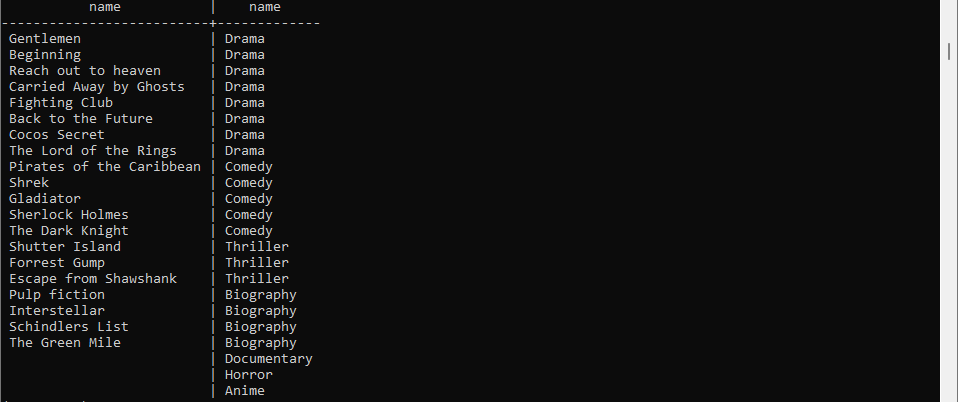 name | name
--------------------------+-------------
Gentlemen | Drama
Beginning | Drama
Reach out to heaven | Drama
Carried Away by Ghosts | Drama
Fighting Club | Drama
Back to the Future | Drama
Cocos Secret | Drama
The Lord of the Rings | Drama
Pirates of the Caribbean | Comedy
Shrek | Comedy
Gladiator | Comedy
Sherlock Holmes | Comedy
The Dark Knight | Comedy
Shutter Island | Thriller
Forrest Gump | Thriller
Escape from Shawshank | Thriller
Pulp fiction | Biography
Interstellar | Biography
Schindlers List | Biography
The Green Mile | Biography
| Documentary
| Horror
| Anime